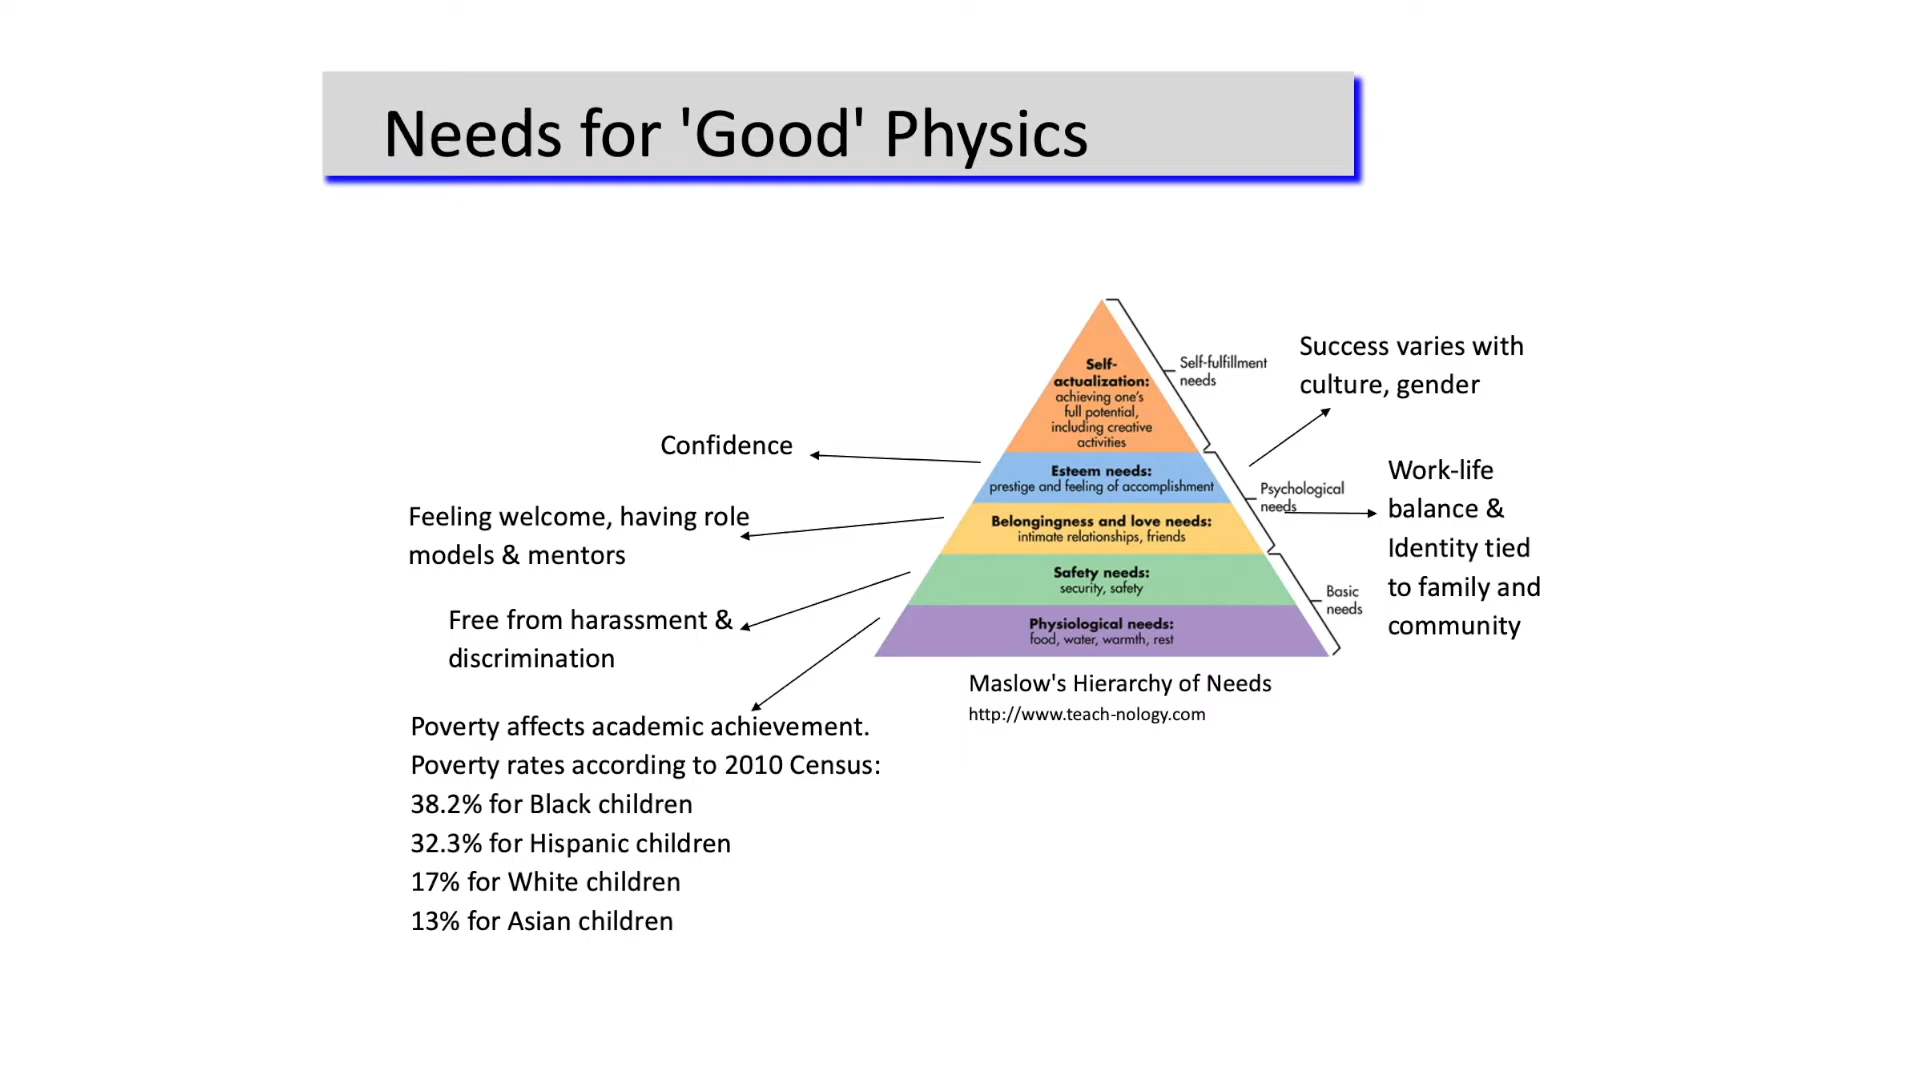 Needs for 'Good' Physics
Self-
actualization:
achieving one's
full potential,
including creative
activities
Esteem needs:
prestige and feeling of accomplishment
Belongingness and love needs:
intimate relationships, friends
Safety needs:
security, safety
Physiological needs:
food, water, warmth, rest
Self-fulfillment
needs
Psychological
needs
Basic
needs
Success varies with
culture, gender
Work-life
balance &
Identity tied
to family and
community
Confidence
Feeling welcome, having role
models & mentors
Free from harassment &
discrimination
Maslow's Hierarchy of Needs
http://www.teach-nology.com
Poverty affects academic achievement.
Poverty rates according to 2010 Census:
38.2% for Black children
32.3% for Hispanic children
17% for White children
13% for Asian children